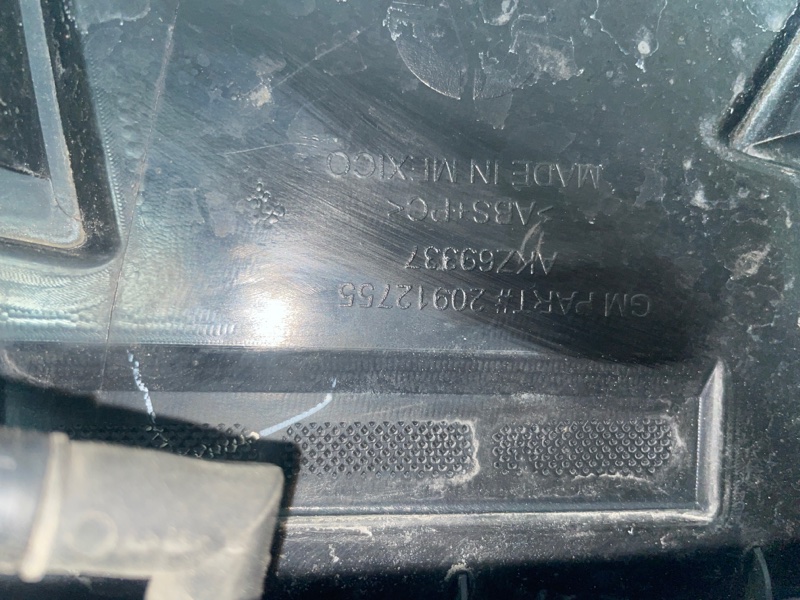 GM PART# 20912755
AKZ69337
>ABS+PC<
MADE IN MEXICO